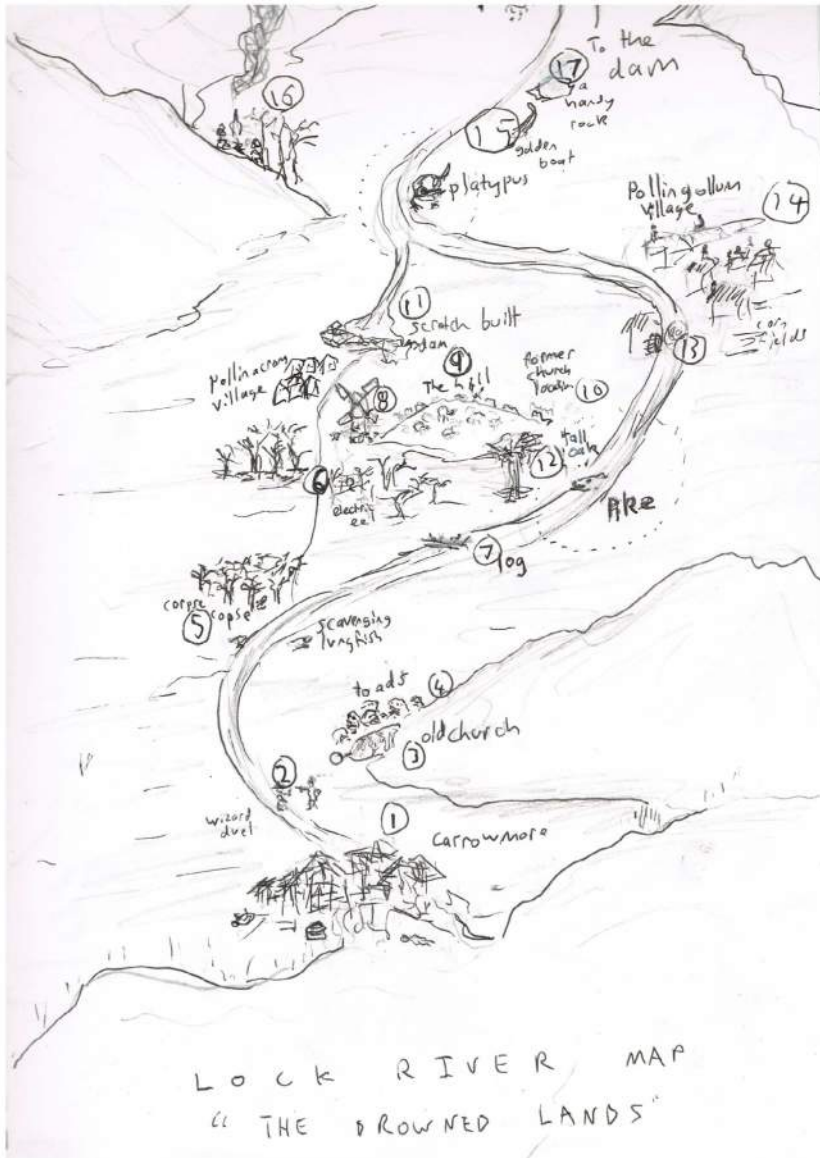 To the
dam
17
a
handy
rock
16
15
golden
boat
platypus
Pollingollum
village
14
11
scratch built
dam
corn
fields
13
Pollinacrom
village
9
The hill
former
church
location
10
8
tall
oak
12
6
electric
eel
Pike
7
log
corpse
copse
5
scavenging
lungfish
toads
4
old church
3
2
wizard
duel
1
Carrowmore
LOCK RIVER MAP
"THE DROWNED LANDS"